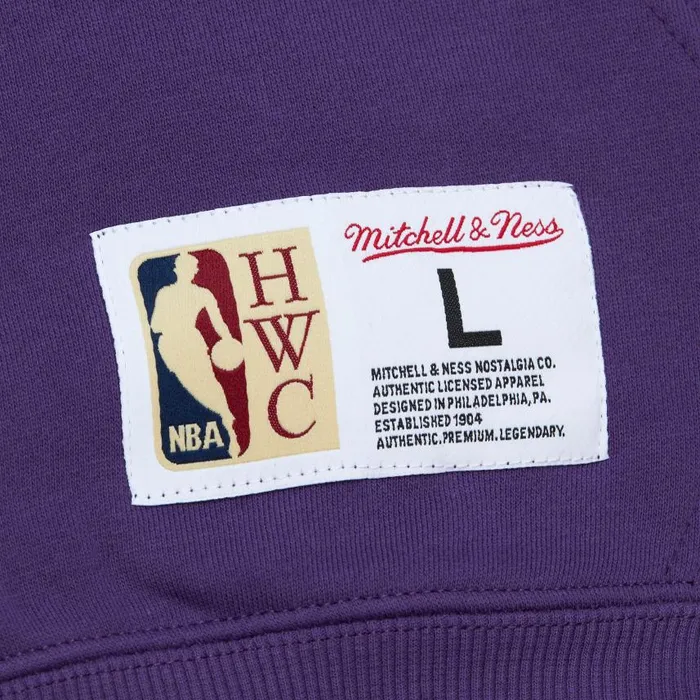 NBA
H
W
C
Mitchell & Ness
L
MITCHELL & NESS NOSTALGIA CO.
AUTHENTIC LICENSED APPAREL
DESIGNED IN PHILADELPHIA, PA.
ESTABLISHED 1904
AUTHENTIC.PREMIUM.LEGENDARY.